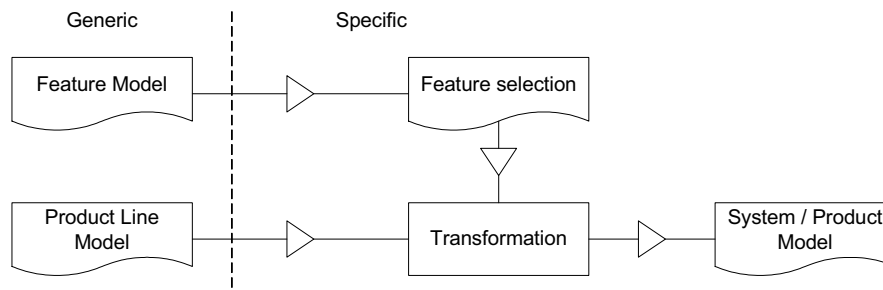 Generic
Specific
Feature Model
Feature selection
Product Line
Model
Transformation
System / Product
Model